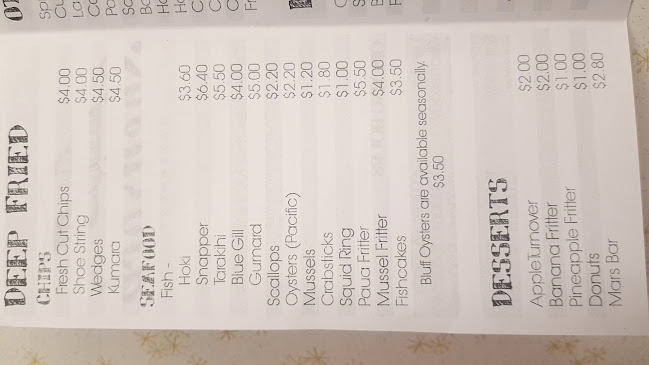 DEEP FRIED
CHIPS
Fresh Cut Chips $4.00
Shoe String $4.00
Wedges $4.50
Kumara $4.50
SEAFOOD
Fish -
Hoki $3.60
Snapper $6.40
Tarakihi $5.50
Blue Gill $4.00
Gurnard $5.00
Scallops $2.20
Oysters (Pacific) $2.20
Mussels $1.20
Crabsticks $1.80
Squid Ring $1.00
Paua Fritter $5.50
Mussel Fritter $4.00
Fishcakes $3.50
Bluff Oysters are available seasonally.
$3.50
DESSERTS
Apple Turnover $2.00
Banana Fritter $2.00
Pineapple Fritter $1.00
Donuts $1.00
Mars Bar $2.80